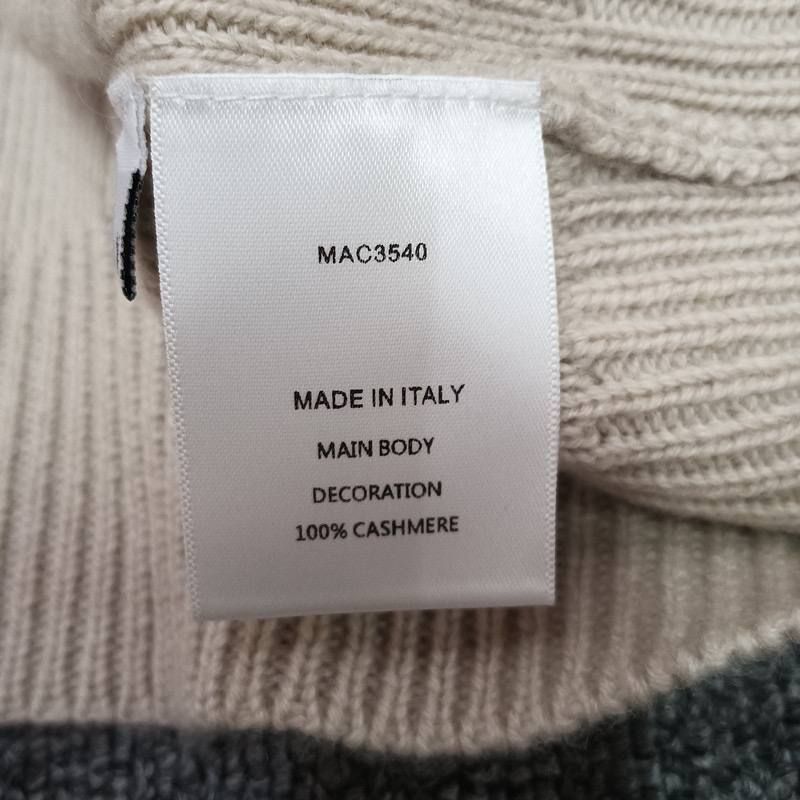 MAC3540
MADE IN ITALY
MAIN BODY
DECORATION
100% CASHMERE